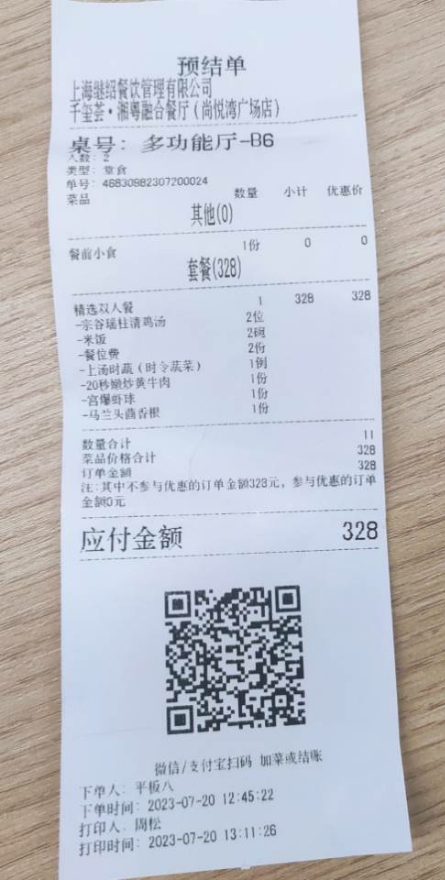 预结单
上海继绍餐饮管理有限公司
千玺荟·湘粤融合餐厅(尚悦湾广场店)
桌号: 多功能厅-B6
人数: 2
类型: 堂食
单号: 46830982307200024
菜品 数量 小计 优惠价
其他(0)
餐前小食 1份 0 0
套餐(328)
精选双人餐 1 328 328
-宗谷瑶柱清鸡汤 2位
-米饭 2碗
-餐位费 2份
-上汤时蔬(时令蔬菜) 1例
-20秒嫩炒黄牛肉 1份
-宫爆虾球 1份
-马兰头茴香根 1份
数量合计 11
菜品价格合计 328
订单金额 328
注:其中不参与优惠的订单金额328元, 参与优惠的订单
金额0元
应付金额 328
微信/支付宝扫码 加菜或结账
下单人: 平板八
下单时间: 2023-07-20 12:45:22
打印人: 周松
打印时间: 2023-07-20 13:11:26